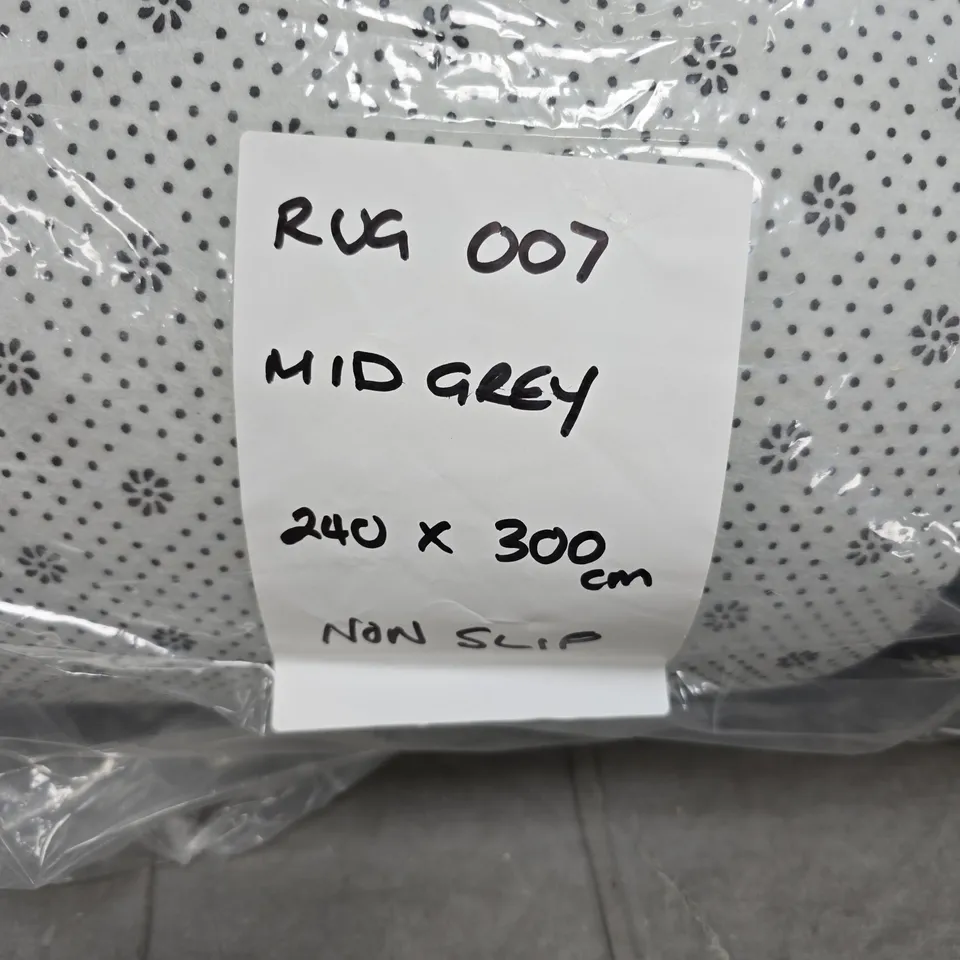 RUG 007
MID GREY
240 x 300
cm
NON SLIP